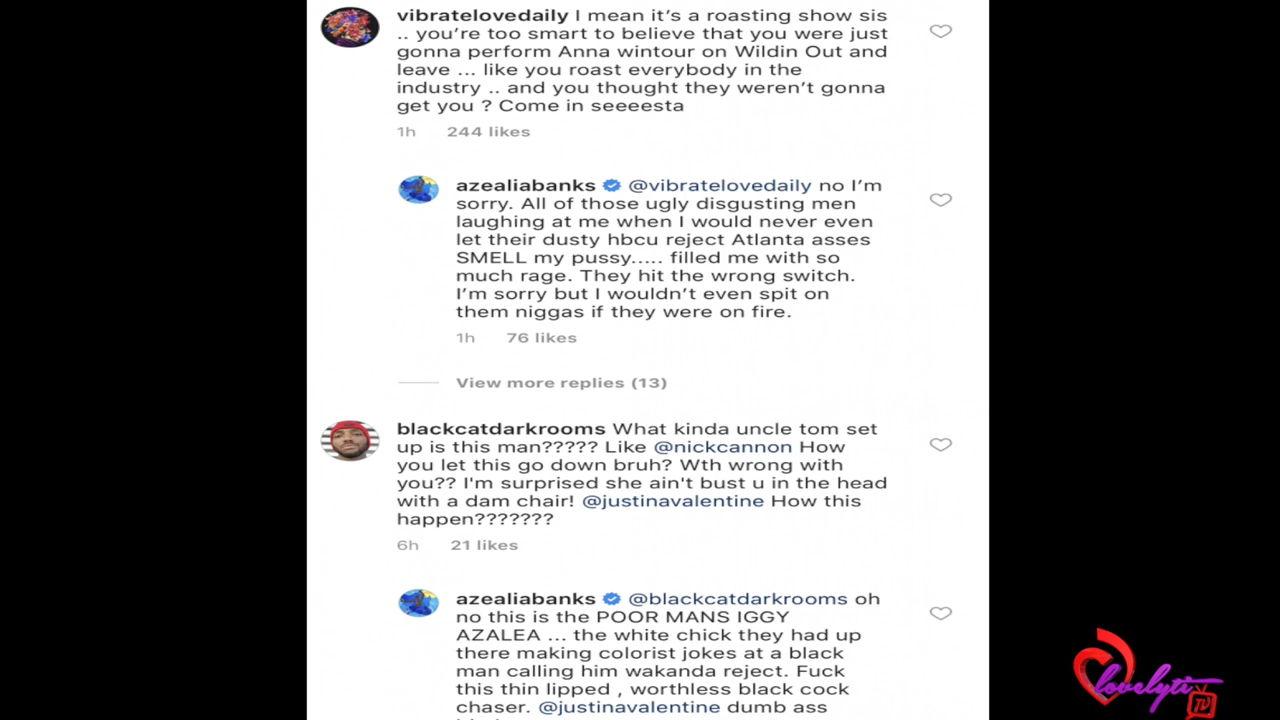 vibratelovedaily I mean it's a roasting show sis
.. you're too smart to believe that you were just
gonna perform Anna wintour on Wildin Out and
leave ... like you roast everybody in the
industry .. and you thought they weren't gonna
get you ? Come in seeeesta
1h 244 likes
azealiabanks @vibratelovedaily no I'm
sorry. All of those ugly disgusting men
laughing at me when I would never even
let their dusty hbcu reject Atlanta asses
SMELL my pussy..... filled me with so
much rage. They hit the wrong switch.
I'm sorry but I wouldn't even spit on
them niggas if they were on fire.
1h 76 likes
View more replies (13)
blackcatdarkrooms What kinda uncle tom set
up is this man????? Like @nickcannon How
you let this go down bruh? Wth wrong with
you?? I'm surprised she ain't bust u in the head
with a dam chair! @justinavalentine How this
happen???????
6h 21 likes
azealiabanks @blackcatdarkrooms oh
no this is the POOR MANS IGGY
AZALEA ... the white chick they had up
there making colorist jokes at a black
man calling him wakanda reject. Fuck
this thin lipped , worthless black cock
chaser. @justinavalentine dumb ass
lovelyti
TV